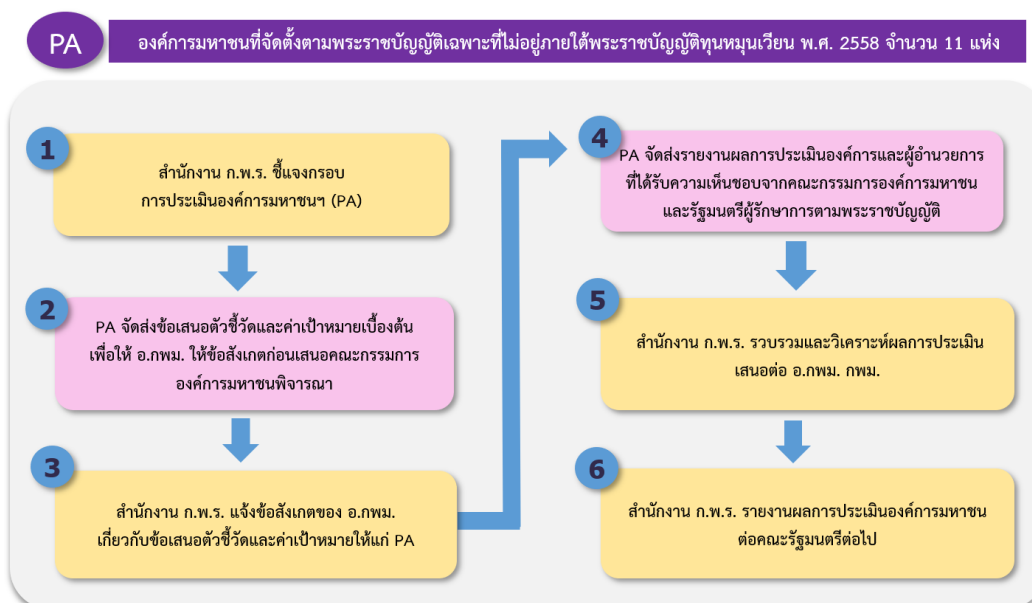 PA
องค์การมหาชนที่จัดตั้งตามพระราชบัญญัติเฉพาะที่ไม่อยู่ภายใต้พระราชบัญญัติทุนหมุนเวียน พ.ศ. 2558 จำนวน 11 แห่ง
1
สำนักงาน ก.พ.ร. ชี้แจงกรอบ
การประเมินองค์การมหาชนฯ (PA)
2
PA จัดส่งข้อเสนอตัวชี้วัดและค่าเป้าหมายเบื้องต้น
เพื่อให้ อ.กพม. ให้ข้อสังเกตก่อนเสนอคณะกรรมการ
องค์การมหาชนพิจารณา
3
สำนักงาน ก.พ.ร. แจ้งข้อสังเกตของ อ.กพม.
เกี่ยวกับข้อเสนอตัวชี้วัดและค่าเป้าหมายให้แก่ PA
4
PA จัดส่งรายงานผลการประเมินองค์การและผู้อำนวยการ
ที่ได้รับความเห็นชอบจากคณะกรรมการองค์การมหาชน
และรัฐมนตรีผู้รักษาการตามพระราชบัญญัติ
5
สำนักงาน ก.พ.ร. รวบรวมและวิเคราะห์ผลการประเมิน
เสนอต่อ อ.กพม. กพม.
6
สำนักงาน ก.พ.ร. รายงานผลการประเมินองค์การมหาชน
ต่อคณะรัฐมนตรีต่อไป